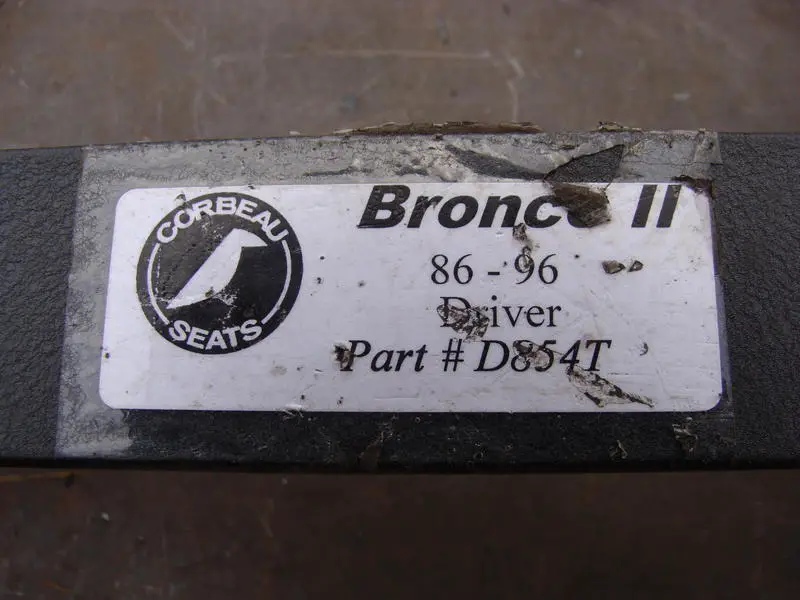 CORBEAU
SEATS
Bronco II
86 - 96
Driver
Part # D854T